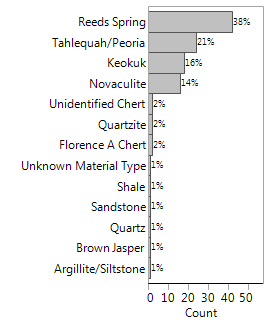 Reeds Spring 38%
Tahlequah/Peoria 21%
Keokuk 16%
Novaculite 14%
Unidentified Chert 2%
Quartzite 2%
Florence A Chert 2%
Unknown Material Type 1%
Shale 1%
Sandstone 1%
Quartz 1%
Brown Jasper 1%
Argillite/Siltstone 1%
0 10 20 30 40 50
Count